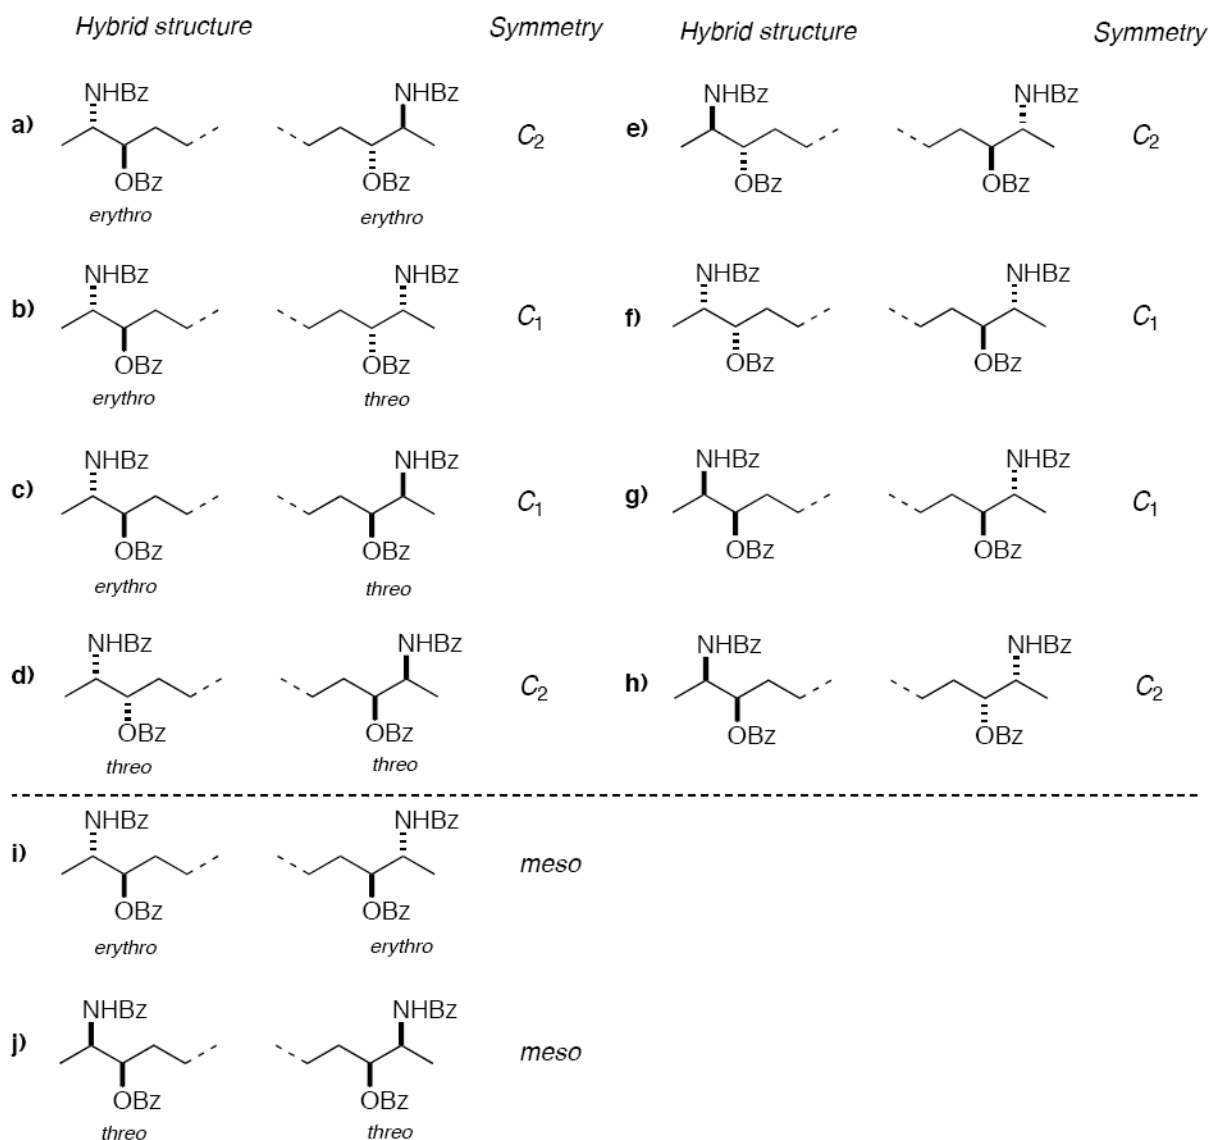 Hybrid structure Symmetry Hybrid structure Symmetry
NHBz NHBz NHBz NHBz
a) C2 e) C2
OBz OBz OBz OBz
erythro erythro
NHBz NHBz NHBz NHBz
b) C1 f) C1
OBz OBz OBz OBz
erythro threo
NHBz NHBz NHBz NHBz
c) C1 g) C1
OBz OBz OBz OBz
erythro threo
NHBz NHBz NHBz NHBz
d) C2 h) C2
OBz OBz OBz OBz
threo threo
NHBz NHBz
i) meso
OBz OBz
erythro erythro
NHBz NHBz
j) meso
OBz OBz
threo threo